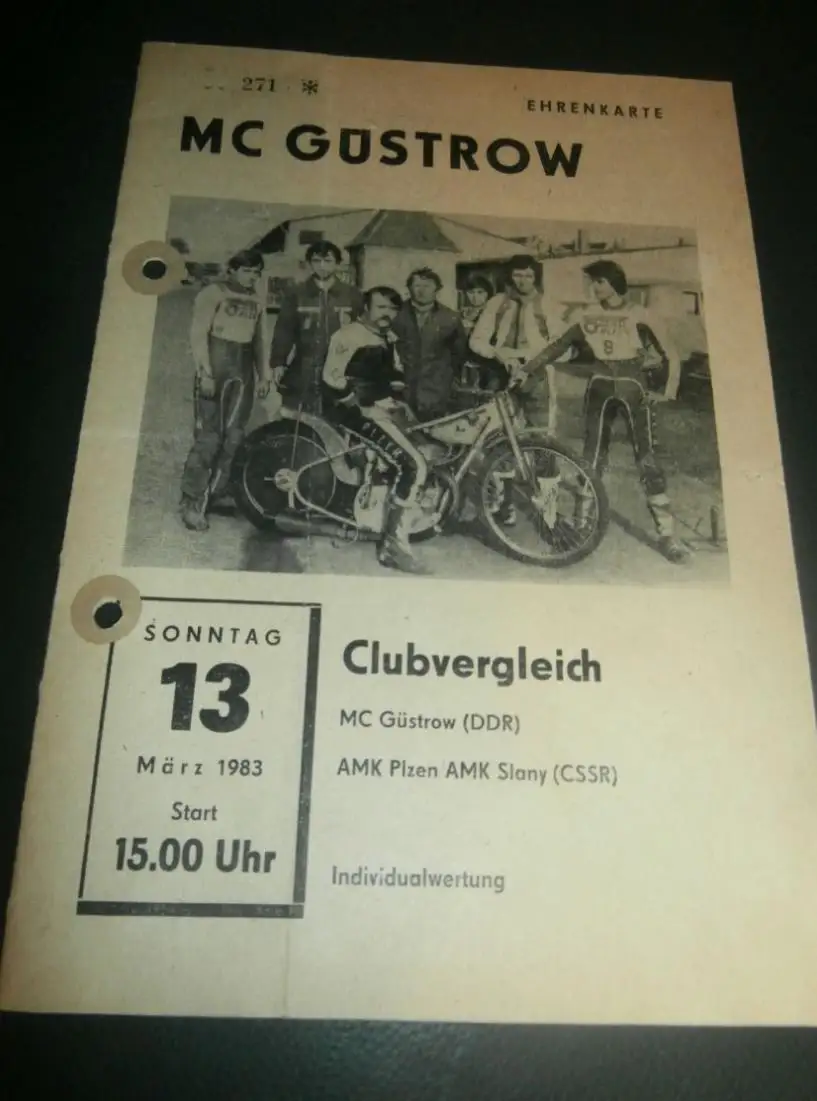 271 *
EHRENKARTE
MC GÜSTROW
8
SONNTAG
13
März 1983
Start
15.00 Uhr
Clubvergleich
MC Güstrow (DDR)
AMK Plzen AMK Slany (CSSR)
Individualwertung